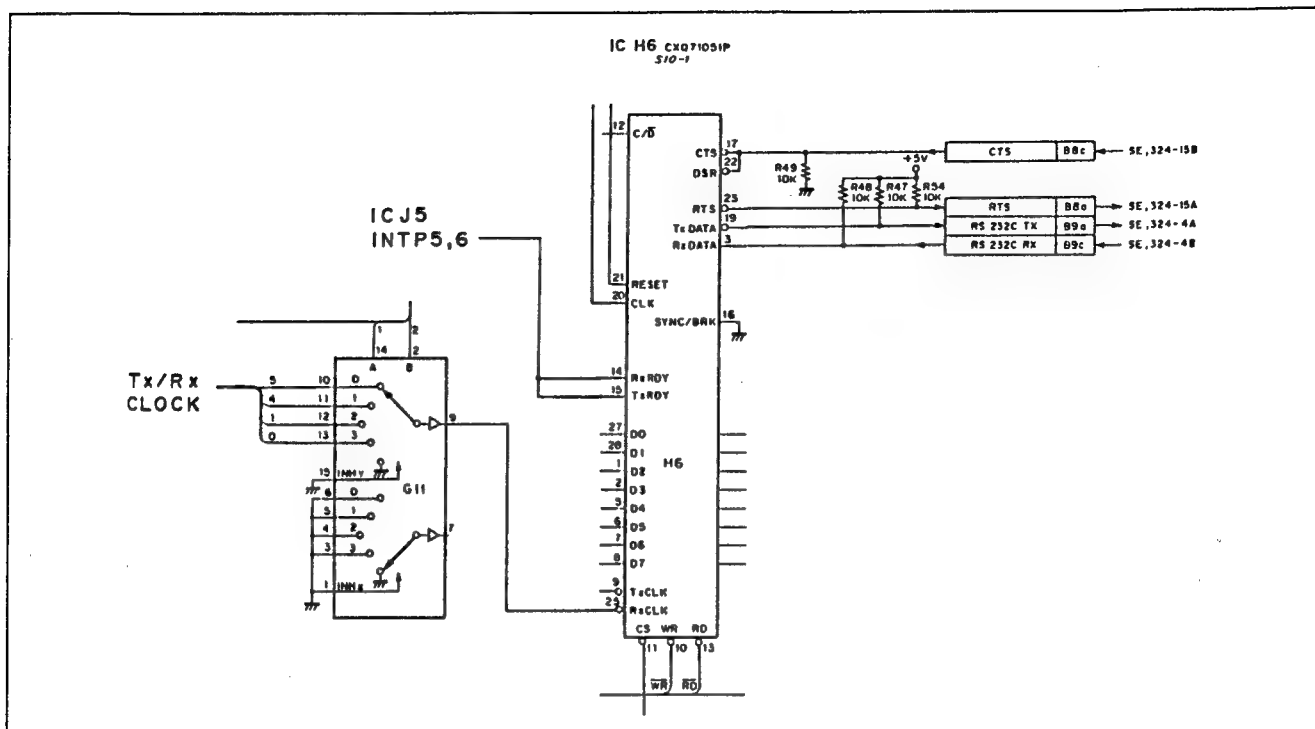 IC H6 CXQ71051P
SIO-1
12 C/D̅
CTS 17
DSR 22
R49
10K
+5V
R48
10K
R47
10K
R54
10K
CTS B8c SE,324-15B
RTS 23
RTS B8a SE,324-15A
TxDATA 19
RS 232C TX B9a SE,324-4A
RxDATA 3
RS 232C RX B9c SE,324-4B
ICJ5
INTP5,6
21 RESET
20 CLK
SYNC/BRK 16
1 2
14 2
A B
14 RxRDY
15 TxRDY
Tx/Rx
CLOCK
5 10 0
4 11 1
1 12 2
0 13 3
9
15 INHY
G11
6 0
5 1
4 2
3 3
7
1 INHX
27 D0
28 D1
1 D2
2 D3
5 D4
6 D5
7 D6
8 D7
H6
9 TxCLK
25 RxCLK
CS WR RD
11 10 13
W̅R̅ R̅D̅